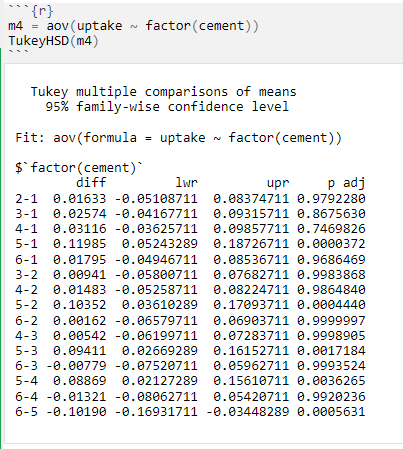 ```{r}
m4 = aov(uptake ~ factor(cement))
TukeyHSD(m4)
```
Tukey multiple comparisons of means
95% family-wise confidence level
Fit: aov(formula = uptake ~ factor(cement))
$`factor(cement)`
diff lwr upr p adj
2-1 0.01633 -0.05108711 0.08374711 0.9792280
3-1 0.02574 -0.04167711 0.09315711 0.8675630
4-1 0.03116 -0.03625711 0.09857711 0.7469826
5-1 0.11985 0.05243289 0.18726711 0.0000372
6-1 0.01795 -0.04946711 0.08536711 0.9686469
3-2 0.00941 -0.05800711 0.07682711 0.9983868
4-2 0.01483 -0.05258711 0.08224711 0.9864840
5-2 0.10352 0.03610289 0.17093711 0.0004440
6-2 0.00162 -0.06579711 0.06903711 0.9999997
4-3 0.00542 -0.06199711 0.07283711 0.9998905
5-3 0.09411 0.02669289 0.16152711 0.0017184
6-3 -0.00779 -0.07520711 0.05962711 0.9993524
5-4 0.08869 0.02127289 0.15610711 0.0036265
6-4 -0.01321 -0.08062711 0.05420711 0.9920236
6-5 -0.10190 -0.16931711 -0.03448289 0.0005631